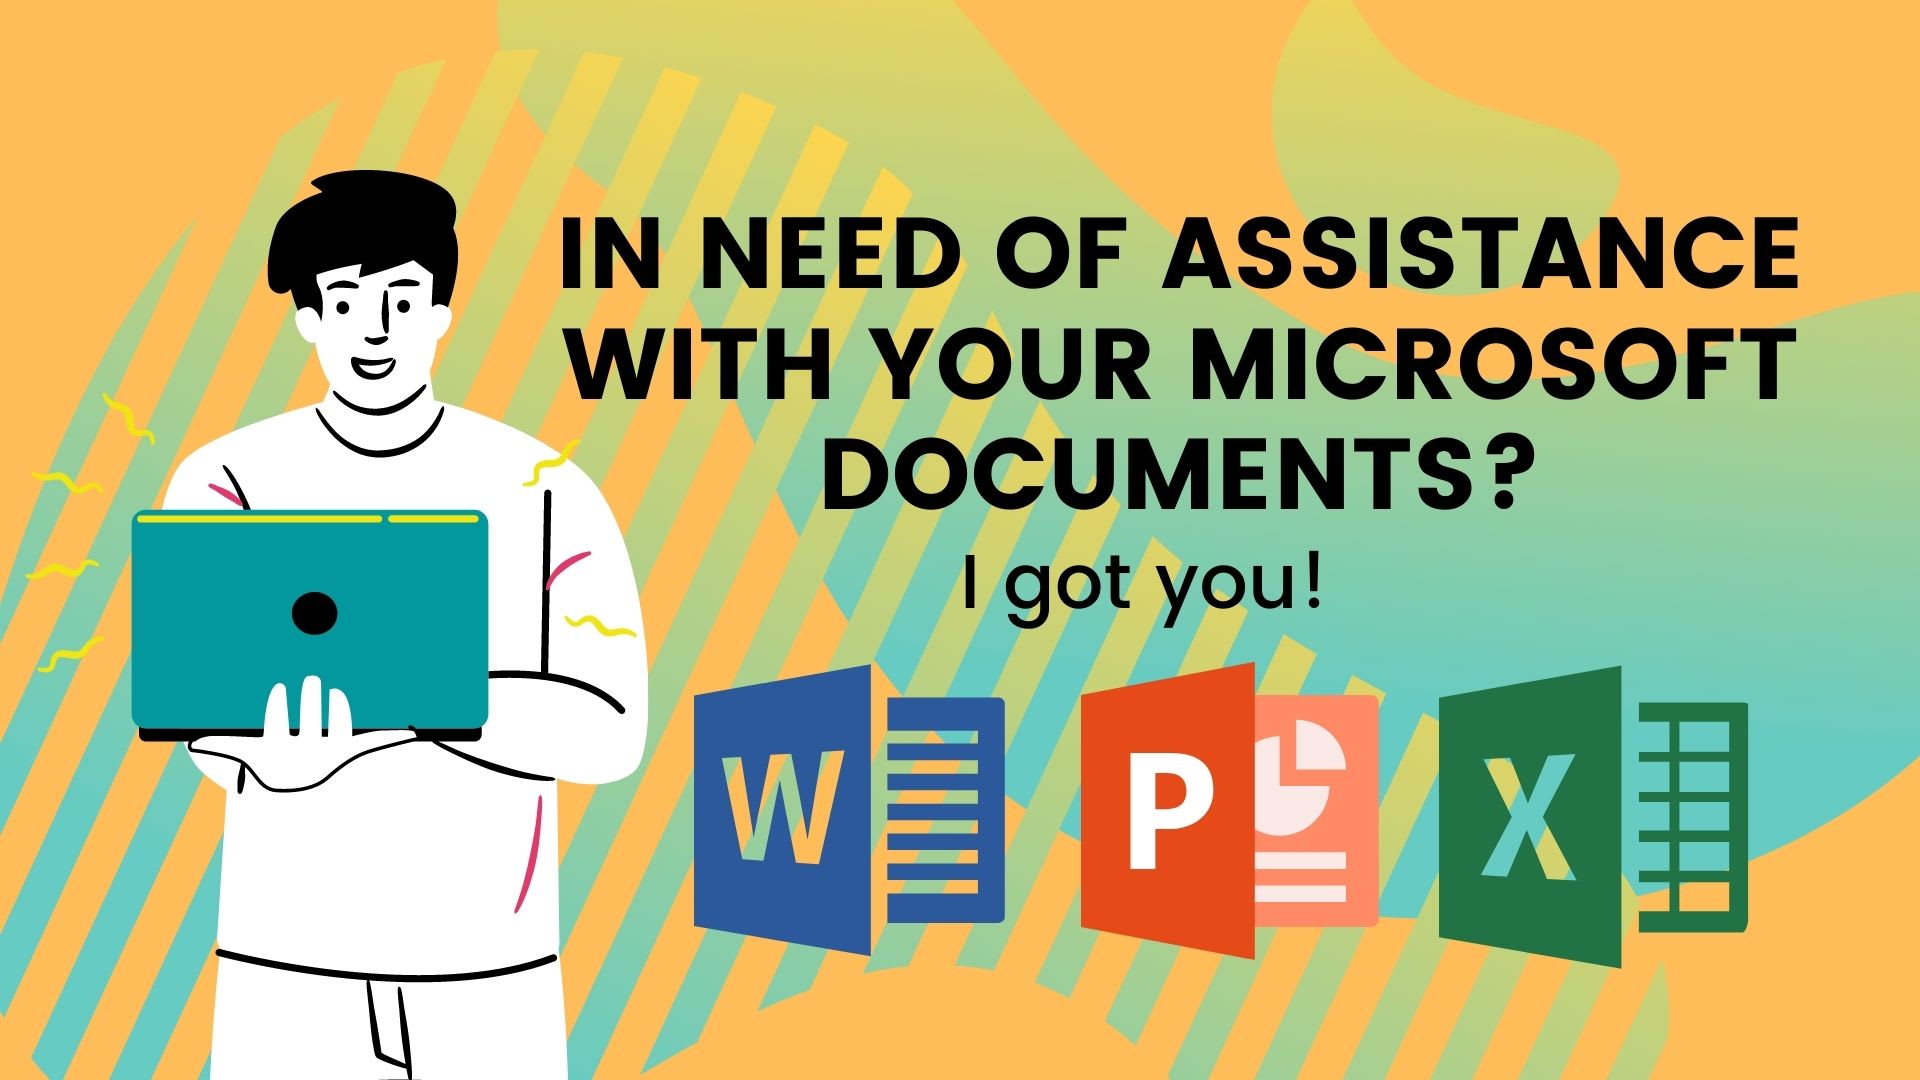 IN NEED OF ASSISTANCE
WITH YOUR MICROSOFT
DOCUMENTS?
I got you!
W P X